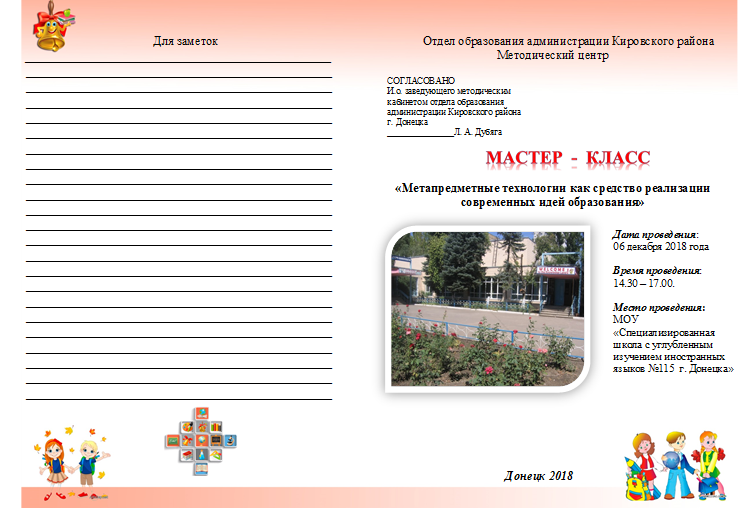 Для заметок
Отдел образования администрации Кировского района
Методический центр
СОГЛАСОВАНО
И.о. заведующего методическим
кабинетом отдела образования
администрации Кировского района
г. Донецка
_______________Л. А. Дубяга
МАСТЕР - КЛАСС
«Метапредметные технологии как средство реализации
современных идей образования»
WELCOME
Дата проведения:
06 декабря 2018 года
Время проведения:
14.30 – 17.00.
Место проведения:
МОУ
«Специализированная
школа с углубленным
изучением иностранных
языков №115 г. Донецка»
Донецк 2018